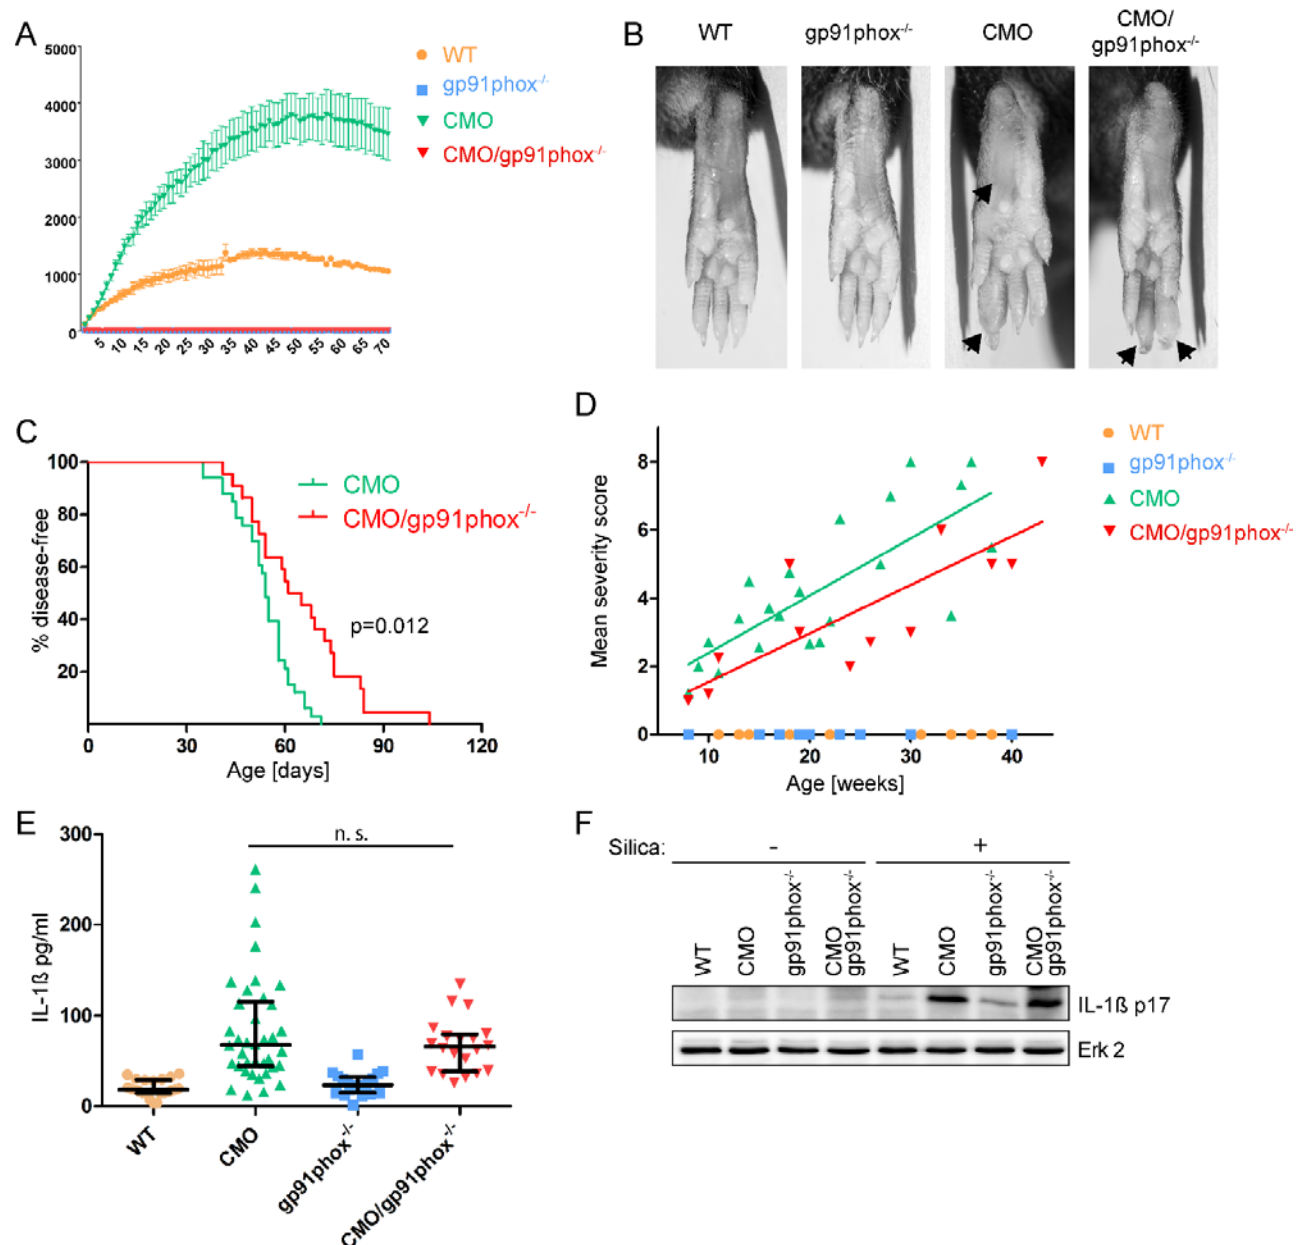 A
5000
4000
3000
2000
1000
0
5 10 15 20 25 30 35 40 45 50 55 60 65 70
WT
gp91phox-/-
CMO
CMO/gp91phox-/-
B
WT
gp91phox-/-
CMO
CMO/
gp91phox-/-
C
100
80
60
40
20
0 30 60 90 120
Age [days]
% disease-free
CMO
CMO/gp91phox-/-
p=0.012
D
8
6
4
2
0
10 20 30 40
Age [weeks]
Mean severity score
WT
gp91phox-/-
CMO
CMO/gp91phox-/-
E
n. s.
300
200
100
0
IL-1ß pg/ml
WT
CMO
gp91phox-/-
CMO/gp91phox-/-
F
Silica: - +
WT
CMO
gp91phox-/-
CMO
gp91phox-/-
WT
CMO
gp91phox-/-
CMO
gp91phox-/-
IL-1ß p17
Erk 2